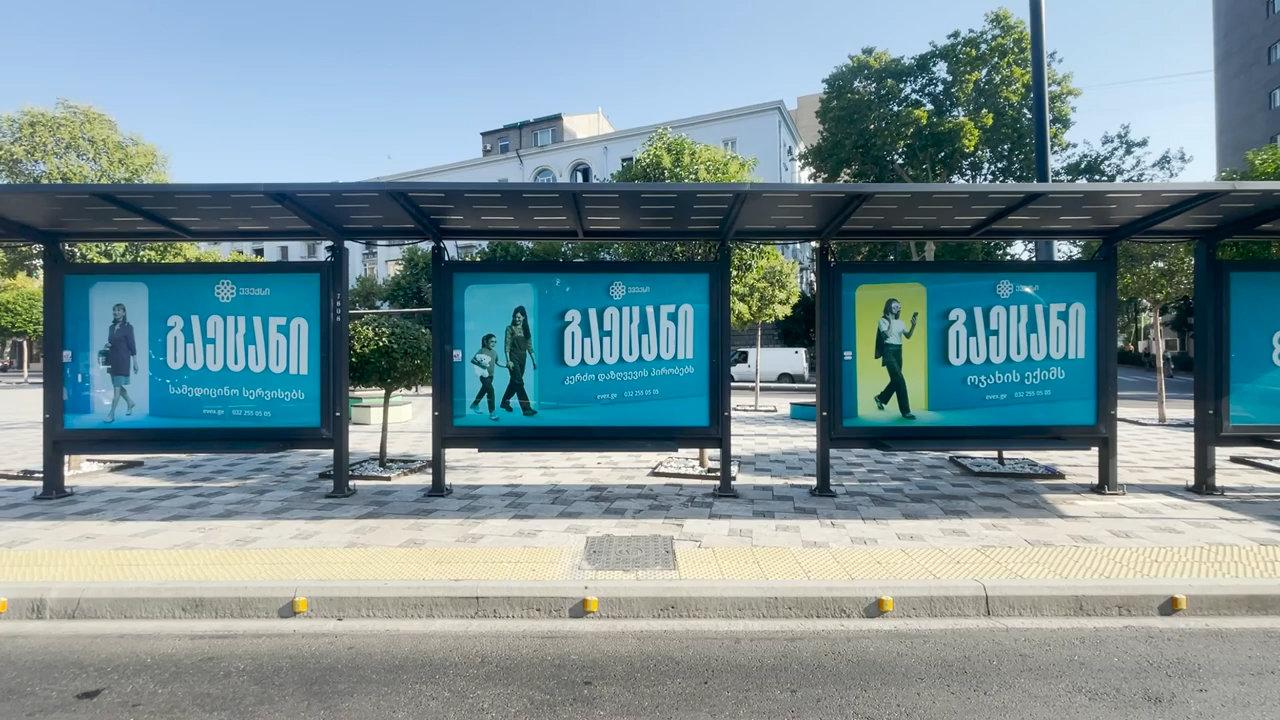 ევექსი
გაეცანი
სამედიცინო სერვისებს
evex.ge 032 255 05 05
7806
ევექსი
გაეცანი
კერძო დაზღვევის პირობებს
evex.ge 032 255 05 05
ევექსი
გაეცანი
ოჯახის ექიმს
evex.ge 032 255 05 05